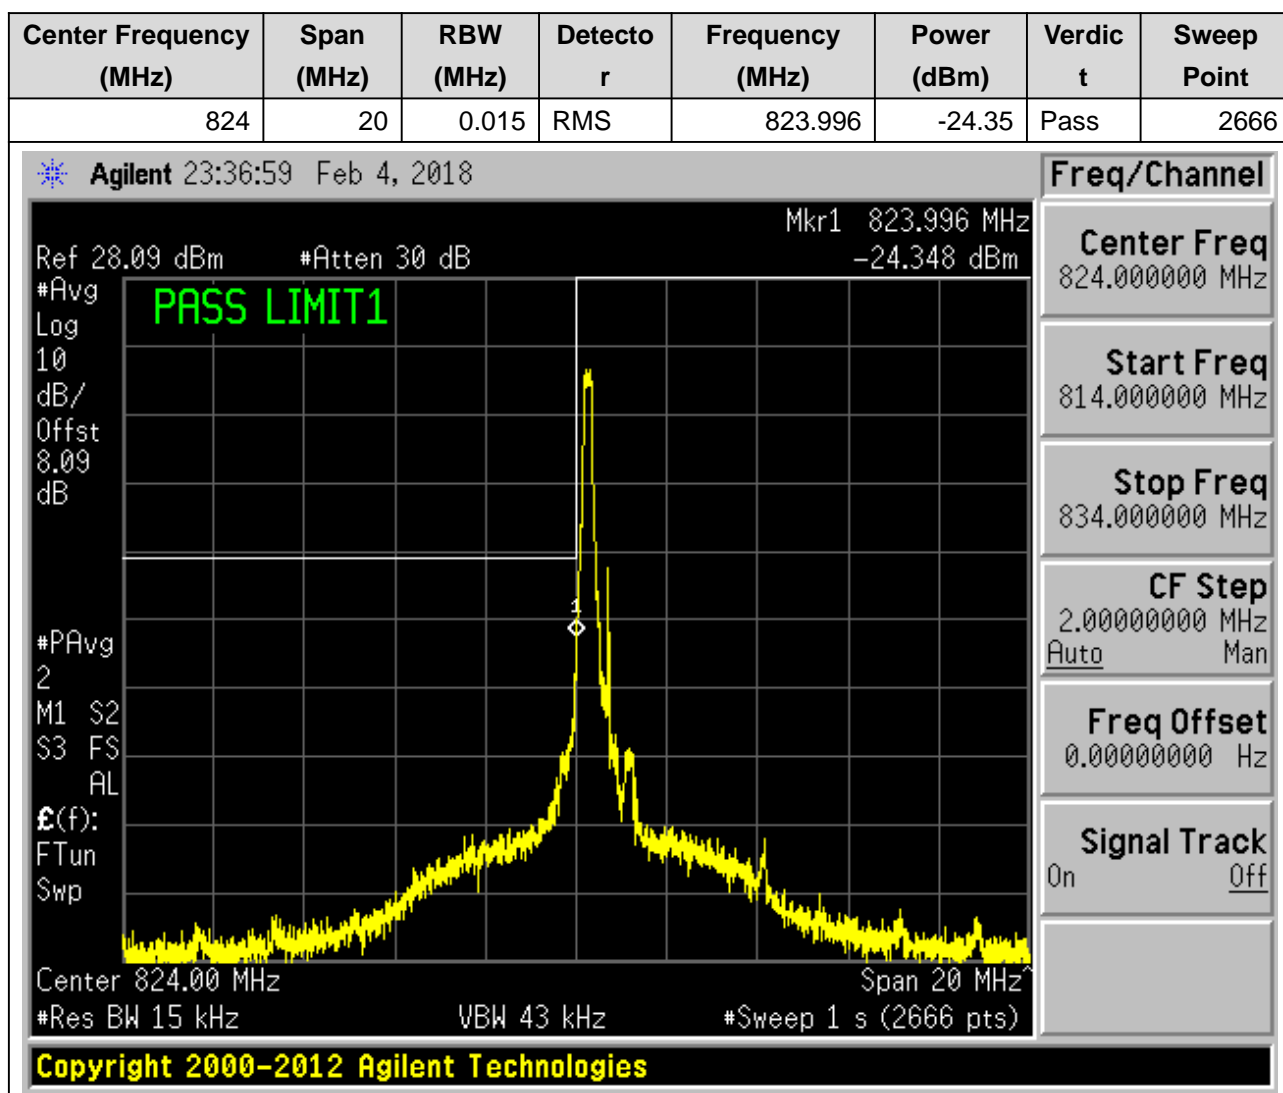 Center Frequency (MHz) Span (MHz) RBW (MHz) Detector Frequency (MHz) Power (dBm) Verdict Sweep Point
824 20 0.015 RMS 823.996 -24.35 Pass 2666
Agilent 23:36:59 Feb 4, 2018
Freq/Channel
Mkr1 823.996 MHz
Ref 28.09 dBm #Atten 30 dB -24.348 dBm
#Avg
Log
10
dB/
Offst
8.09
dB
PASS LIMIT1
1
#PAvg
2
M1 S2
S3 FS
AL
£(f):
FTun
Swp
Center 824.00 MHz Span 20 MHz^
#Res BW 15 kHz VBW 43 kHz #Sweep 1 s (2666 pts)
Center Freq
824.000000 MHz
Start Freq
814.000000 MHz
Stop Freq
834.000000 MHz
CF Step
2.00000000 MHz
Auto Man
Freq Offset
0.00000000 Hz
Signal Track
On Off
Copyright 2000-2012 Agilent Technologies